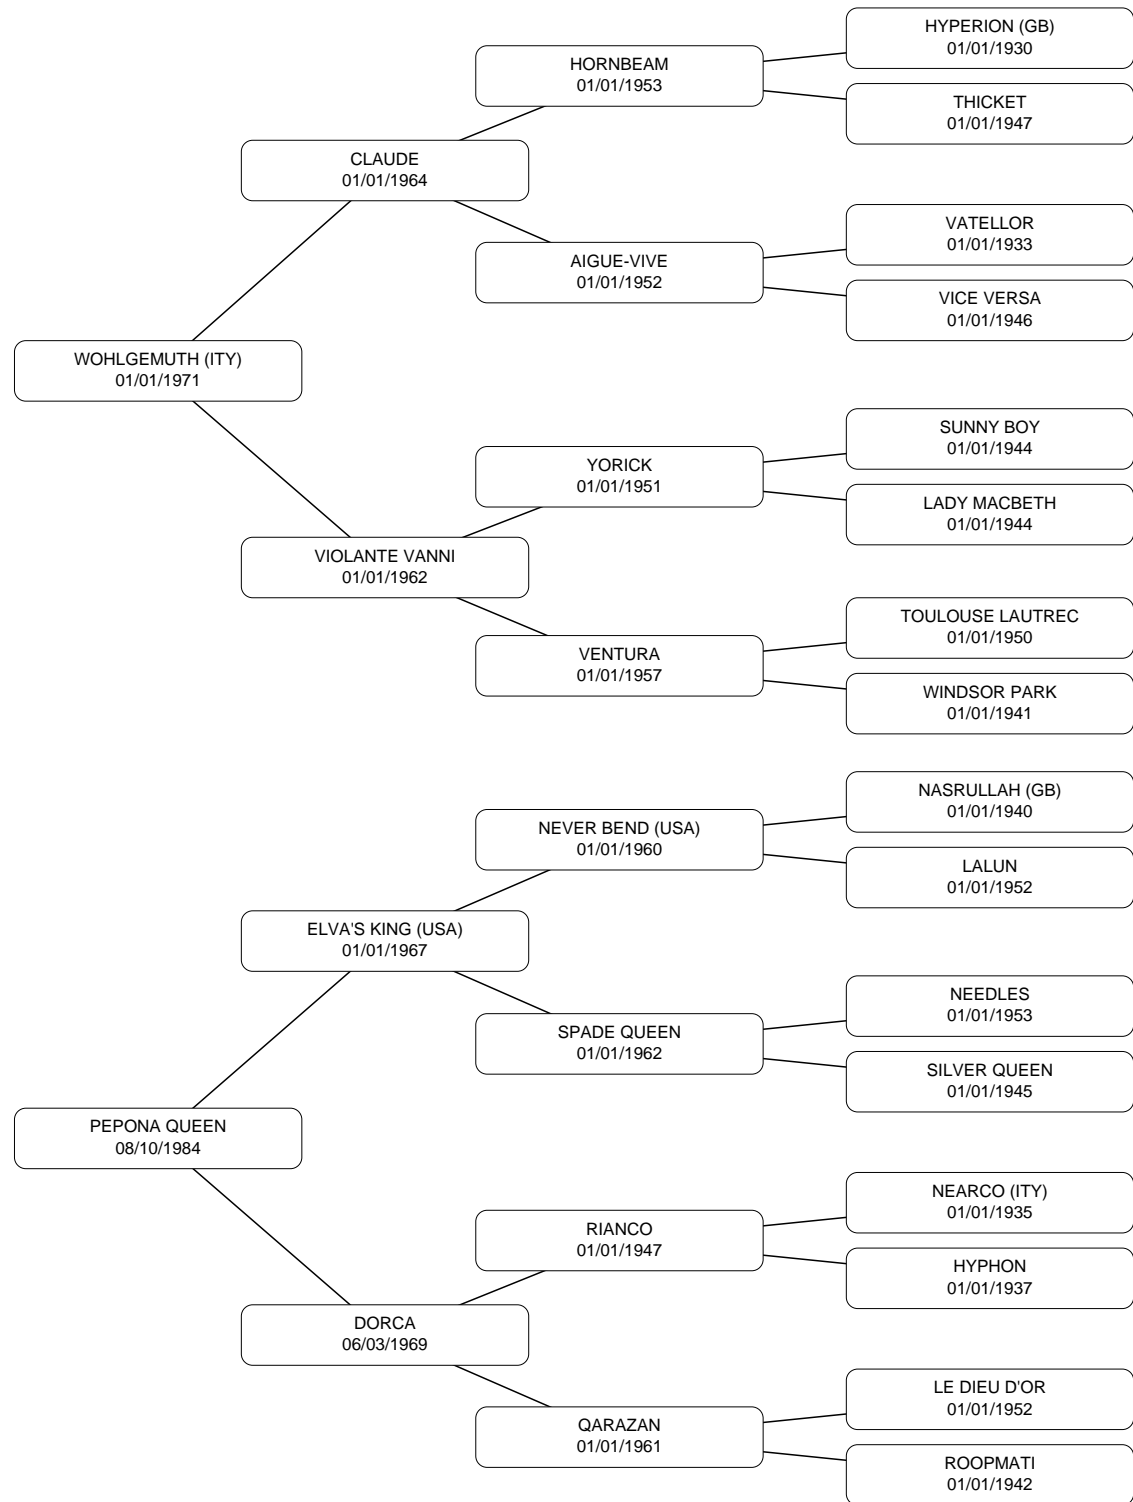 HYPERION (GB)
01/01/1930
HORNBEAM
01/01/1953
THICKET
01/01/1947
CLAUDE
01/01/1964
VATELLOR
01/01/1933
AIGUE-VIVE
01/01/1952
VICE VERSA
01/01/1946
WOHLGEMUTH (ITY)
01/01/1971
SUNNY BOY
01/01/1944
YORICK
01/01/1951
LADY MACBETH
01/01/1944
VIOLANTE VANNI
01/01/1962
TOULOUSE LAUTREC
01/01/1950
VENTURA
01/01/1957
WINDSOR PARK
01/01/1941
NASRULLAH (GB)
01/01/1940
NEVER BEND (USA)
01/01/1960
LALUN
01/01/1952
ELVA'S KING (USA)
01/01/1967
NEEDLES
01/01/1953
SPADE QUEEN
01/01/1962
SILVER QUEEN
01/01/1945
PEPONA QUEEN
08/10/1984
NEARCO (ITY)
01/01/1935
RIANCO
01/01/1947
HYPHON
01/01/1937
DORCA
06/03/1969
LE DIEU D'OR
01/01/1952
QARAZAN
01/01/1961
ROOPMATI
01/01/1942